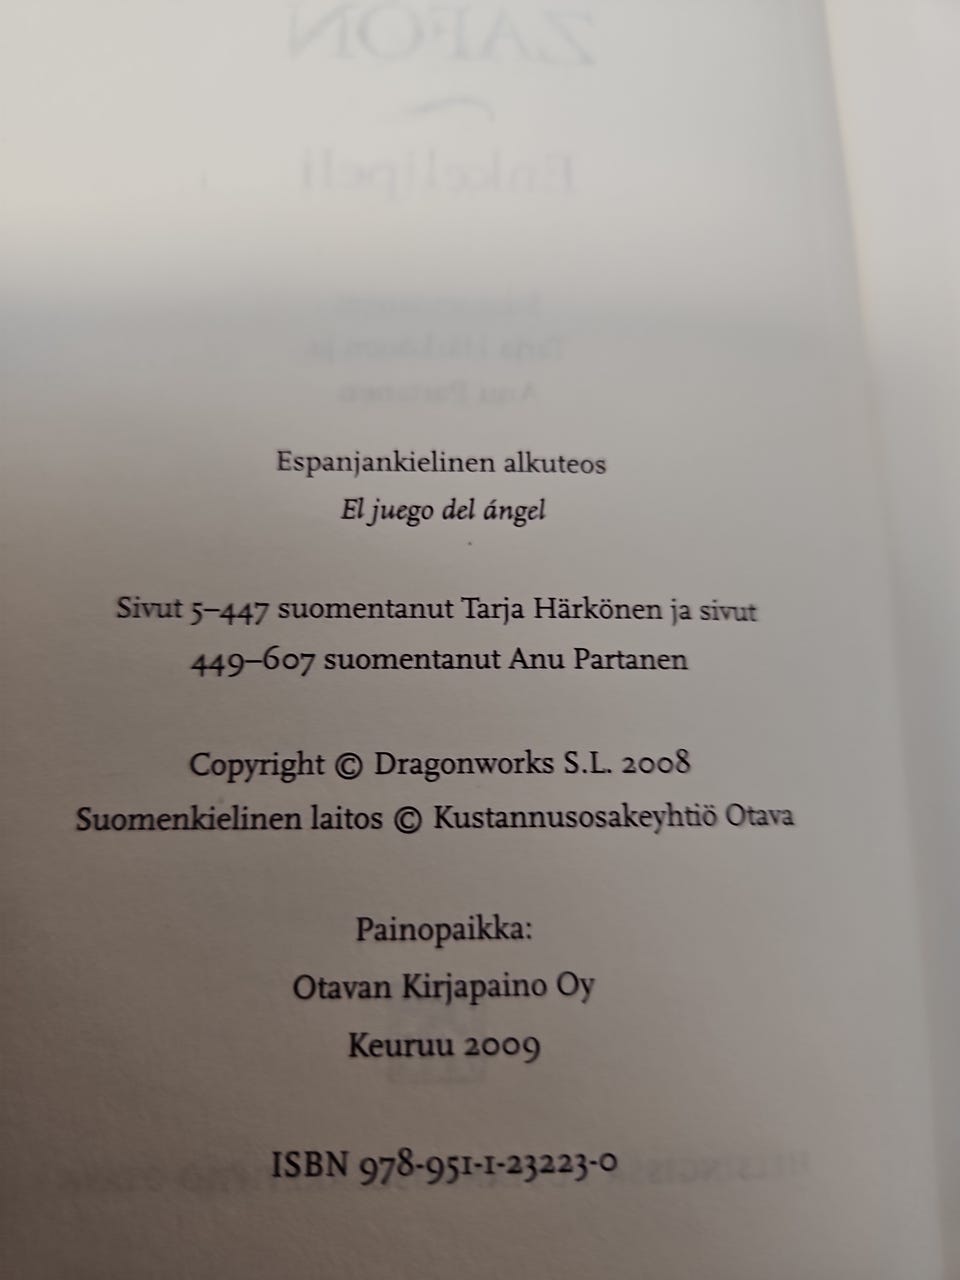 Espanjankielinen alkuteos
El juego del ángel
Sivut 5–447 suomentanut Tarja Härkönen ja sivut
449–607 suomentanut Anu Partanen
Copyright © Dragonworks S.L. 2008
Suomenkielinen laitos © Kustannusosakeyhtiö Otava
Painopaikka:
Otavan Kirjapaino Oy
Keuruu 2009
ISBN 978-951-1-23223-0